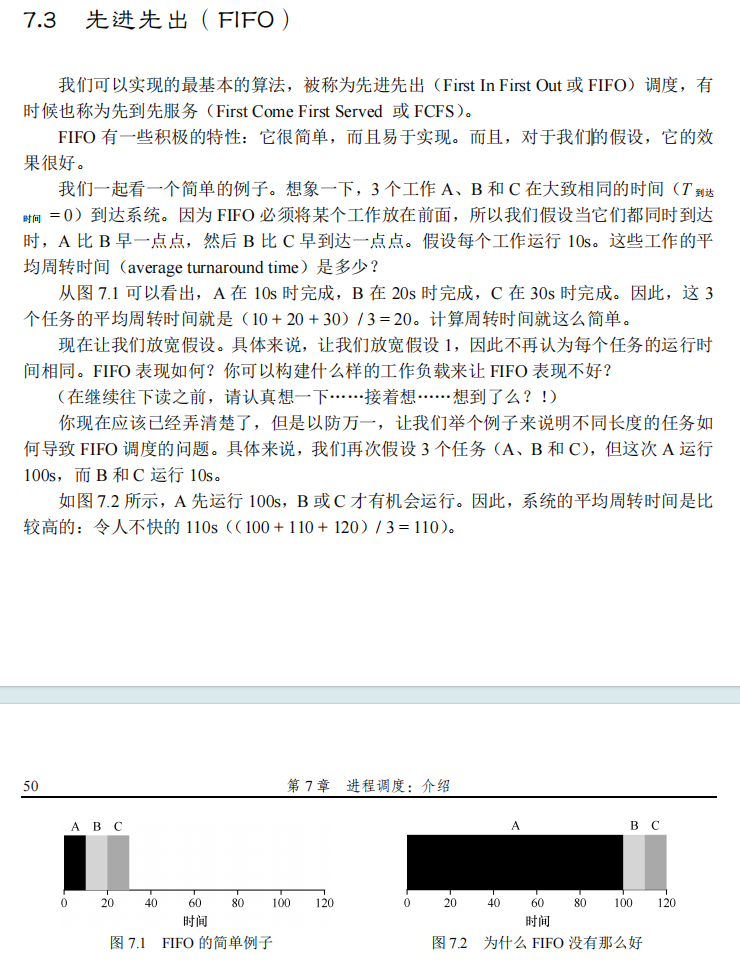 7.3 先进先出（FIFO）
我们可以实现的最基本的算法，被称为先进先出（First In First Out 或 FIFO）调度，有
时候也称为先到先服务（First Come First Served 或 FCFS）。
FIFO 有一些积极的特性：它很简单，而且易于实现。而且，对于我们的假设，它的效
果很好。
我们一起看一个简单的例子。想象一下，3 个工作 A、B 和 C 在大致相同的时间（T 到达
时间 = 0）到达系统。因为 FIFO 必须将某个工作放在前面，所以我们假设当它们都同时到达
时，A 比 B 早一点点，然后 B 比 C 早到达一点点。假设每个工作运行 10s。这些工作的平
均周转时间（average turnaround time）是多少？
从图 7.1 可以看出，A 在 10s 时完成，B 在 20s 时完成，C 在 30s 时完成。因此，这 3
个任务的平均周转时间就是（10 + 20 + 30）/ 3 = 20。计算周转时间就这么简单。
现在让我们放宽假设。具体来说，让我们放宽假设 1，因此不再认为每个任务的运行时
间相同。FIFO 表现如何？你可以构建什么样的工作负载来让 FIFO 表现不好？
（在继续往下读之前，请认真想一下……接着想……想到了么？！）
你现在应该已经弄清楚了，但是以防万一，让我们举个例子来说明不同长度的任务如
何导致 FIFO 调度的问题。具体来说，我们再次假设 3 个任务（A、B 和 C），但这次 A 运行
100s，而 B 和 C 运行 10s。
如图 7.2 所示，A 先运行 100s，B 或 C 才有机会运行。因此，系统的平均周转时间是比
较高的：令人不快的 110s（（100 + 110 + 120）/ 3 = 110）。
50 第 7 章 进程调度：介绍
A B C
0 20 40 60 80 100 120
时间
图 7.1 FIFO 的简单例子
A B C
0 20 40 60 80 100 120
时间
图 7.2 为什么 FIFO 没有那么好